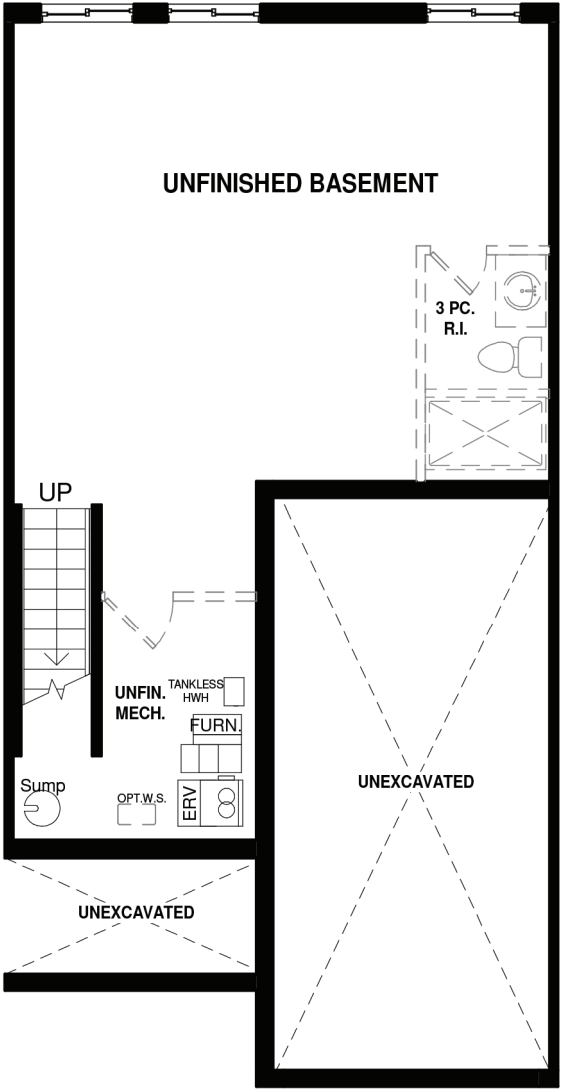 UNFINISHED BASEMENT
3 PC.
R.I.
UP
UNFIN.
MECH.
TANKLESS
HWH
FURN.
UNEXCAVATED
Sump
OPT.W.S.
ERV
UNEXCAVATED